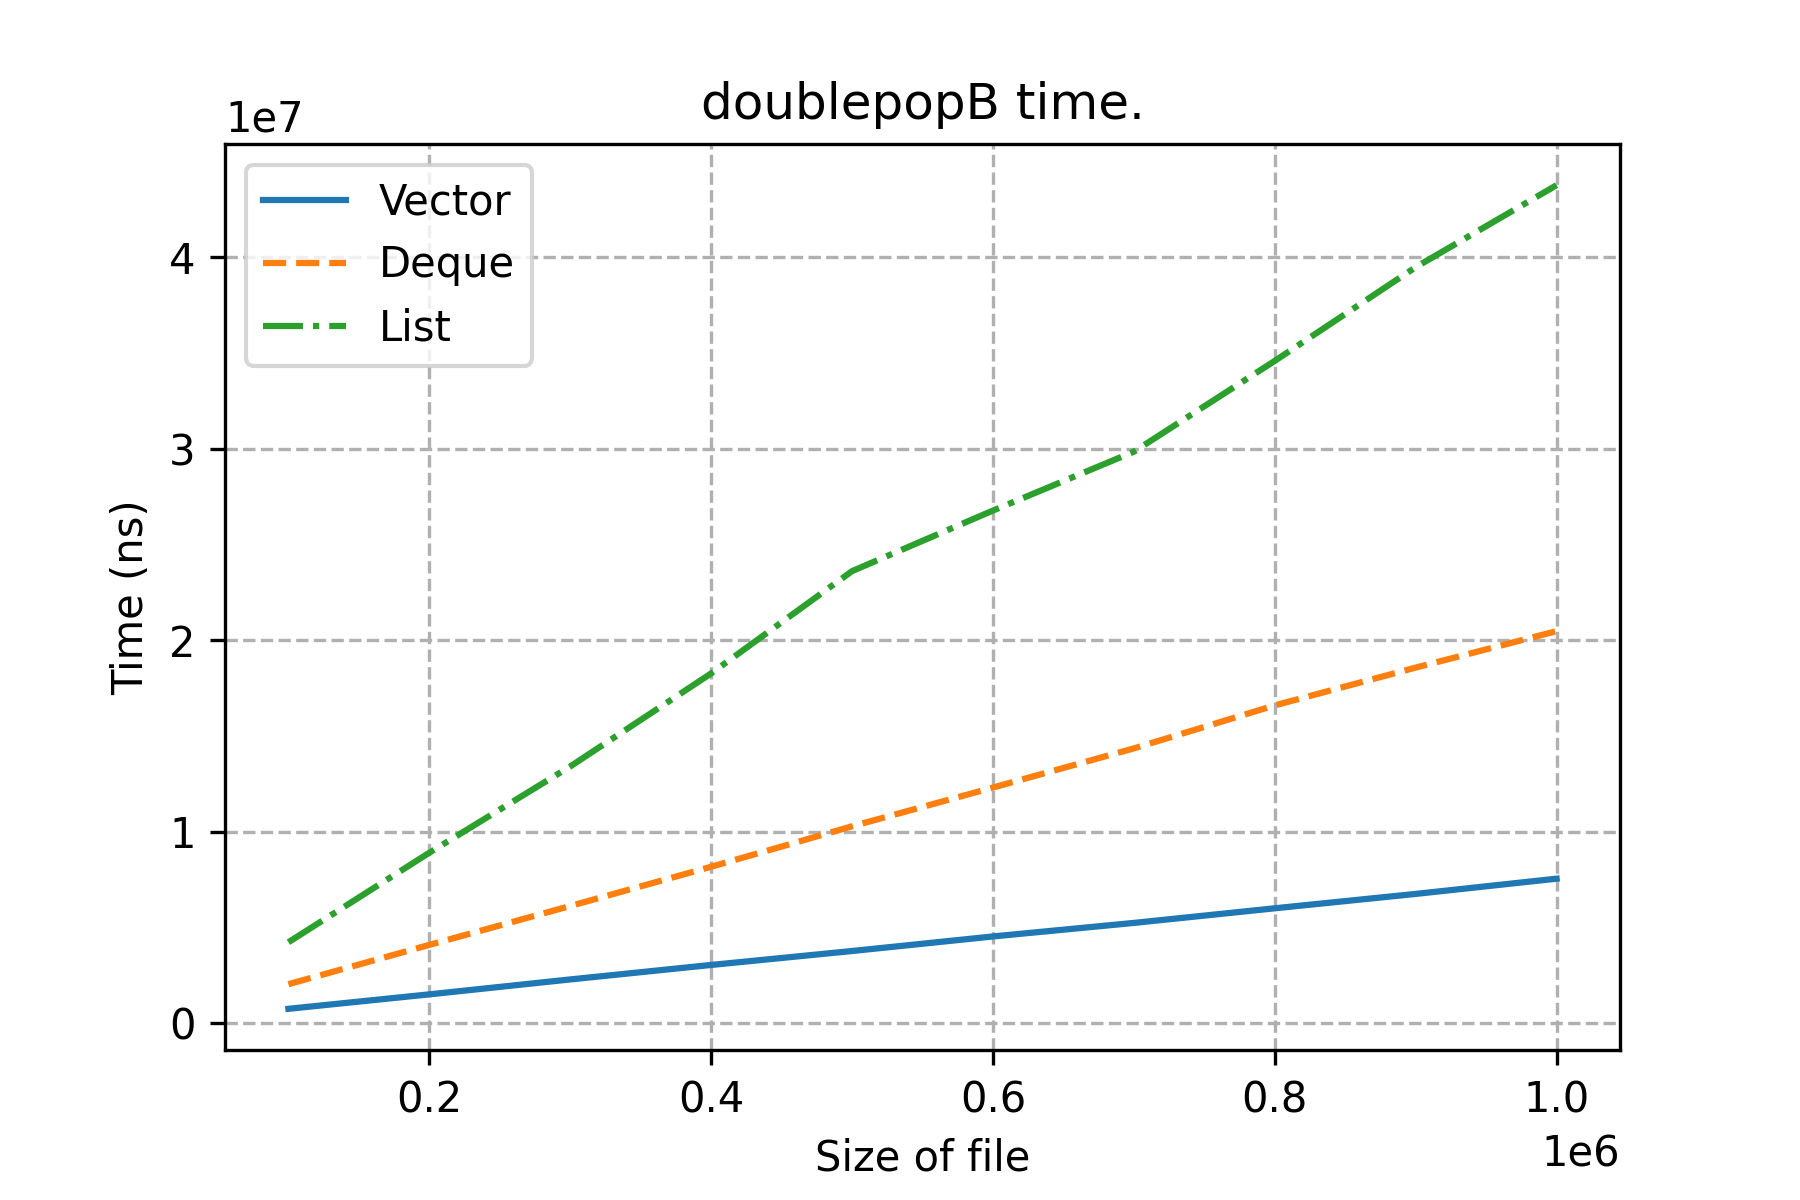 doublepopB time.
1e7
Vector
Deque
List
4
3
2
1
0
Time (ns)
0.2 0.4 0.6 0.8 1.0
1e6
Size of file